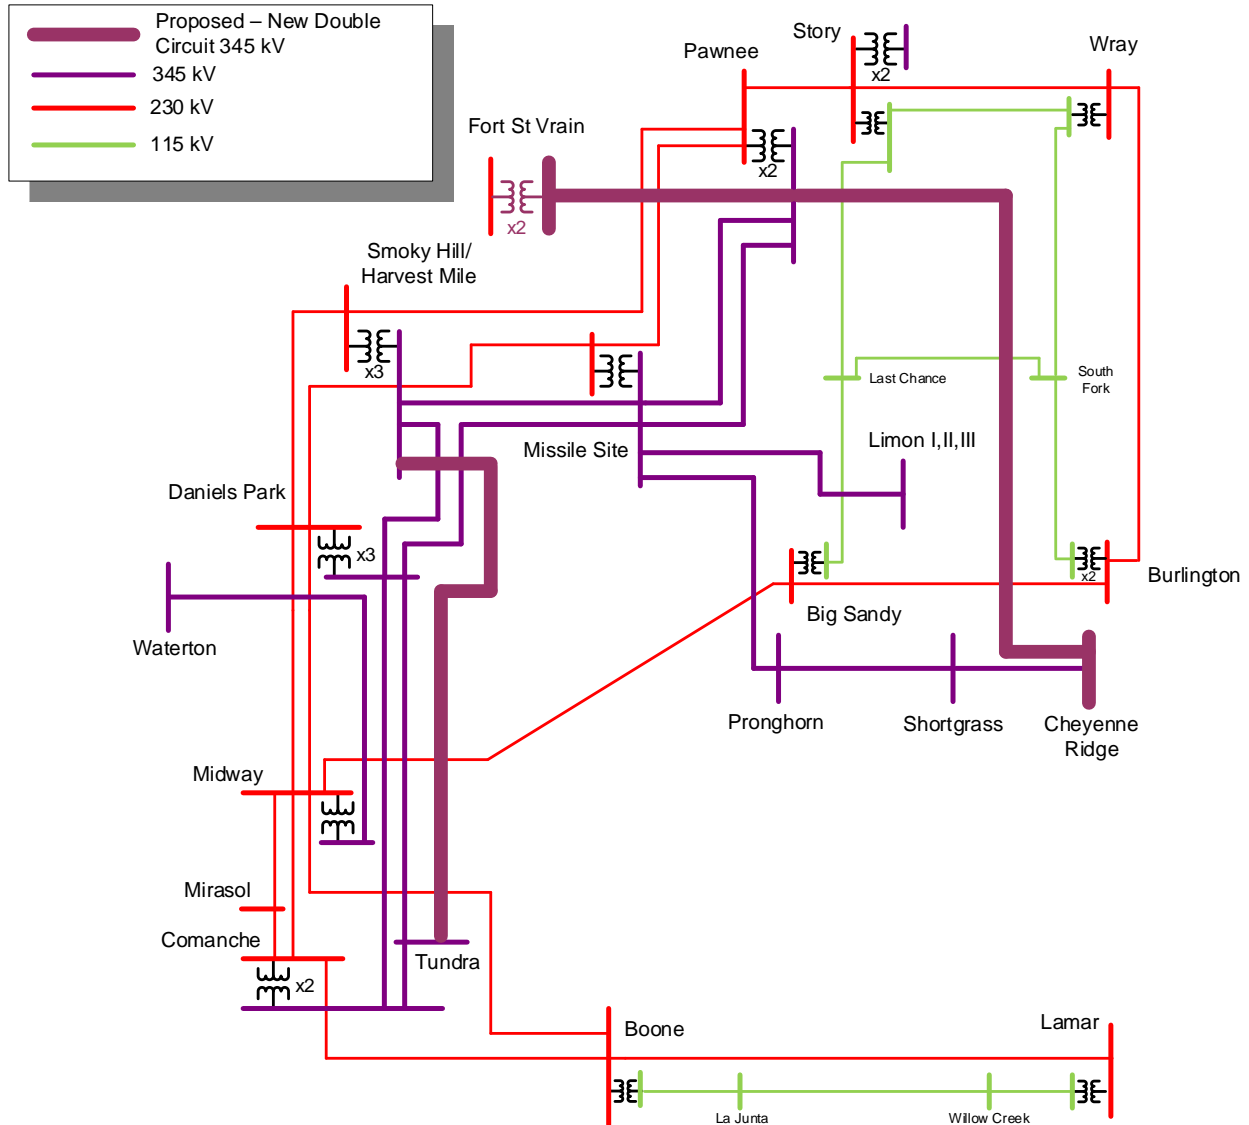 Proposed – New Double
Circuit 345 kV
345 kV
230 kV
115 kV
Story
Pawnee
Wray
x2
Fort St Vrain
x2
x2
Smoky Hill/
Harvest Mile
x3
Last Chance
South
Fork
Missile Site
Limon I,II,III
Daniels Park
x3
x2
Burlington
Big Sandy
Waterton
Pronghorn
Shortgrass
Cheyenne
Ridge
Midway
Mirasol
Comanche
Tundra
x2
Boone
Lamar
La Junta
Willow Creek